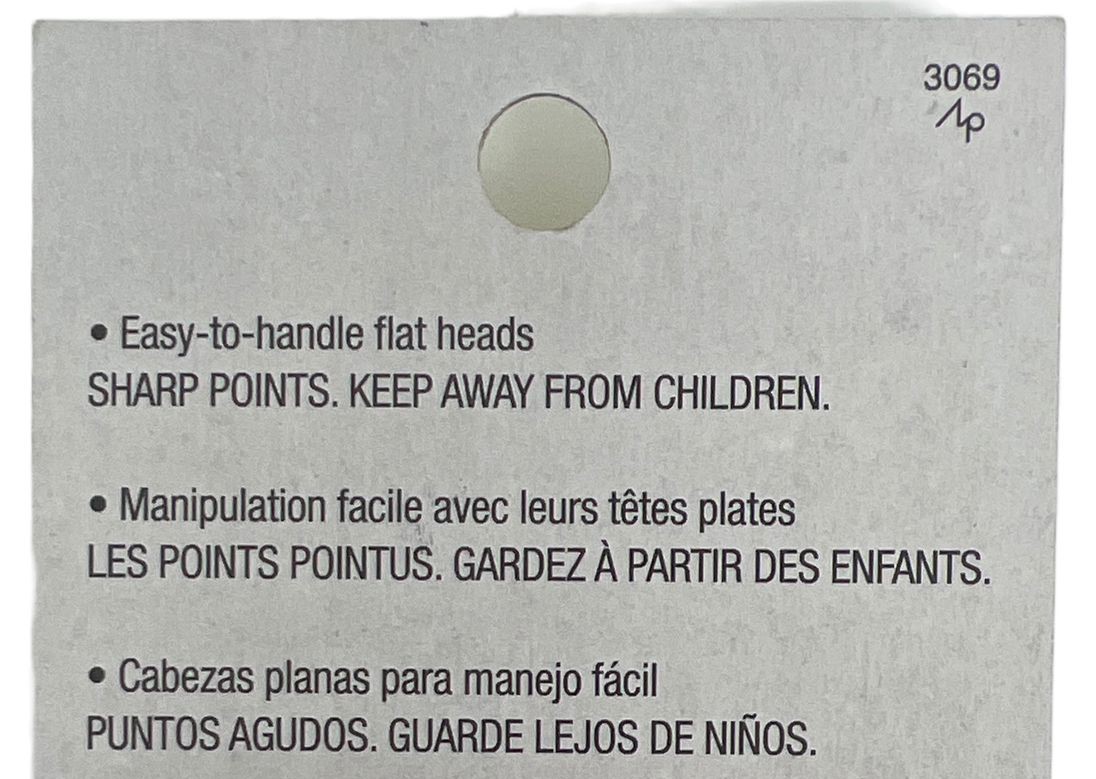 3069
• Easy-to-handle flat heads
SHARP POINTS. KEEP AWAY FROM CHILDREN.
• Manipulation facile avec leurs têtes plates
LES POINTS POINTUS. GARDEZ À PARTIR DES ENFANTS.
• Cabezas planas para manejo fácil
PUNTOS AGUDOS. GUARDE LEJOS DE NIÑOS.